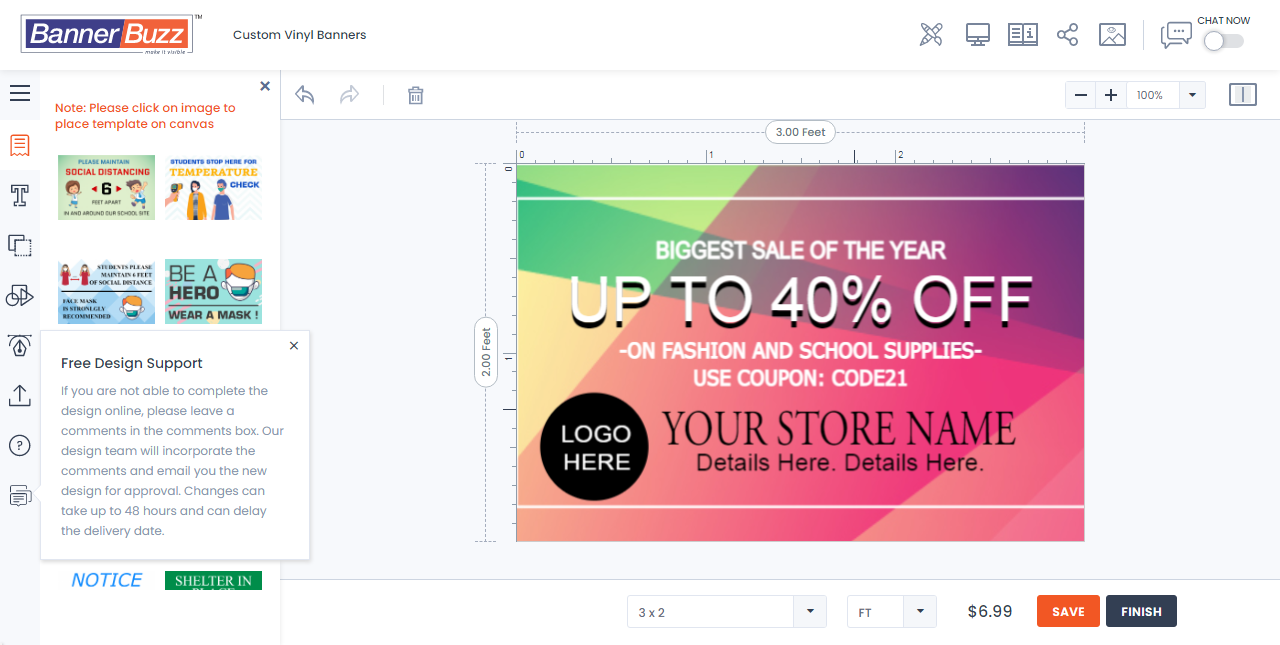 BannerBuzz™
make it visible
Custom Vinyl Banners
CHAT NOW
Note: Please click on image to
place template on canvas
PLEASE MAINTAIN
SOCIAL DISTANCING
6
FEET APART
IN AND AROUND OUR SCHOOL SITE
STUDENTS STOP HERE FOR
TEMPERATURE
CHECK
STUDENTS PLEASE
MAINTAIN 6 FEET
OF SOCIAL DISTANCE
FACE MASK
IS STRONLGLY
RECOMMENDED
BE A
HERO
WEAR A MASK !
Free Design Support
If you are not able to complete the
design online, please leave a
comments in the comments box. Our
design team will incorporate the
comments and email you the new
design for approval. Changes can
take up to 48 hours and can delay
the delivery date.
NOTICE
SHELTER IN
PLACE
100%
3.00 Feet
0 1 2
0
1
2.00 Feet
BIGGEST SALE OF THE YEAR
UP TO 40% OFF
-ON FASHION AND SCHOOL SUPPLIES-
USE COUPON: CODE21
LOGO
HERE
YOUR STORE NAME
Details Here. Details Here.
3 x 2
FT
$6.99
SAVE
FINISH